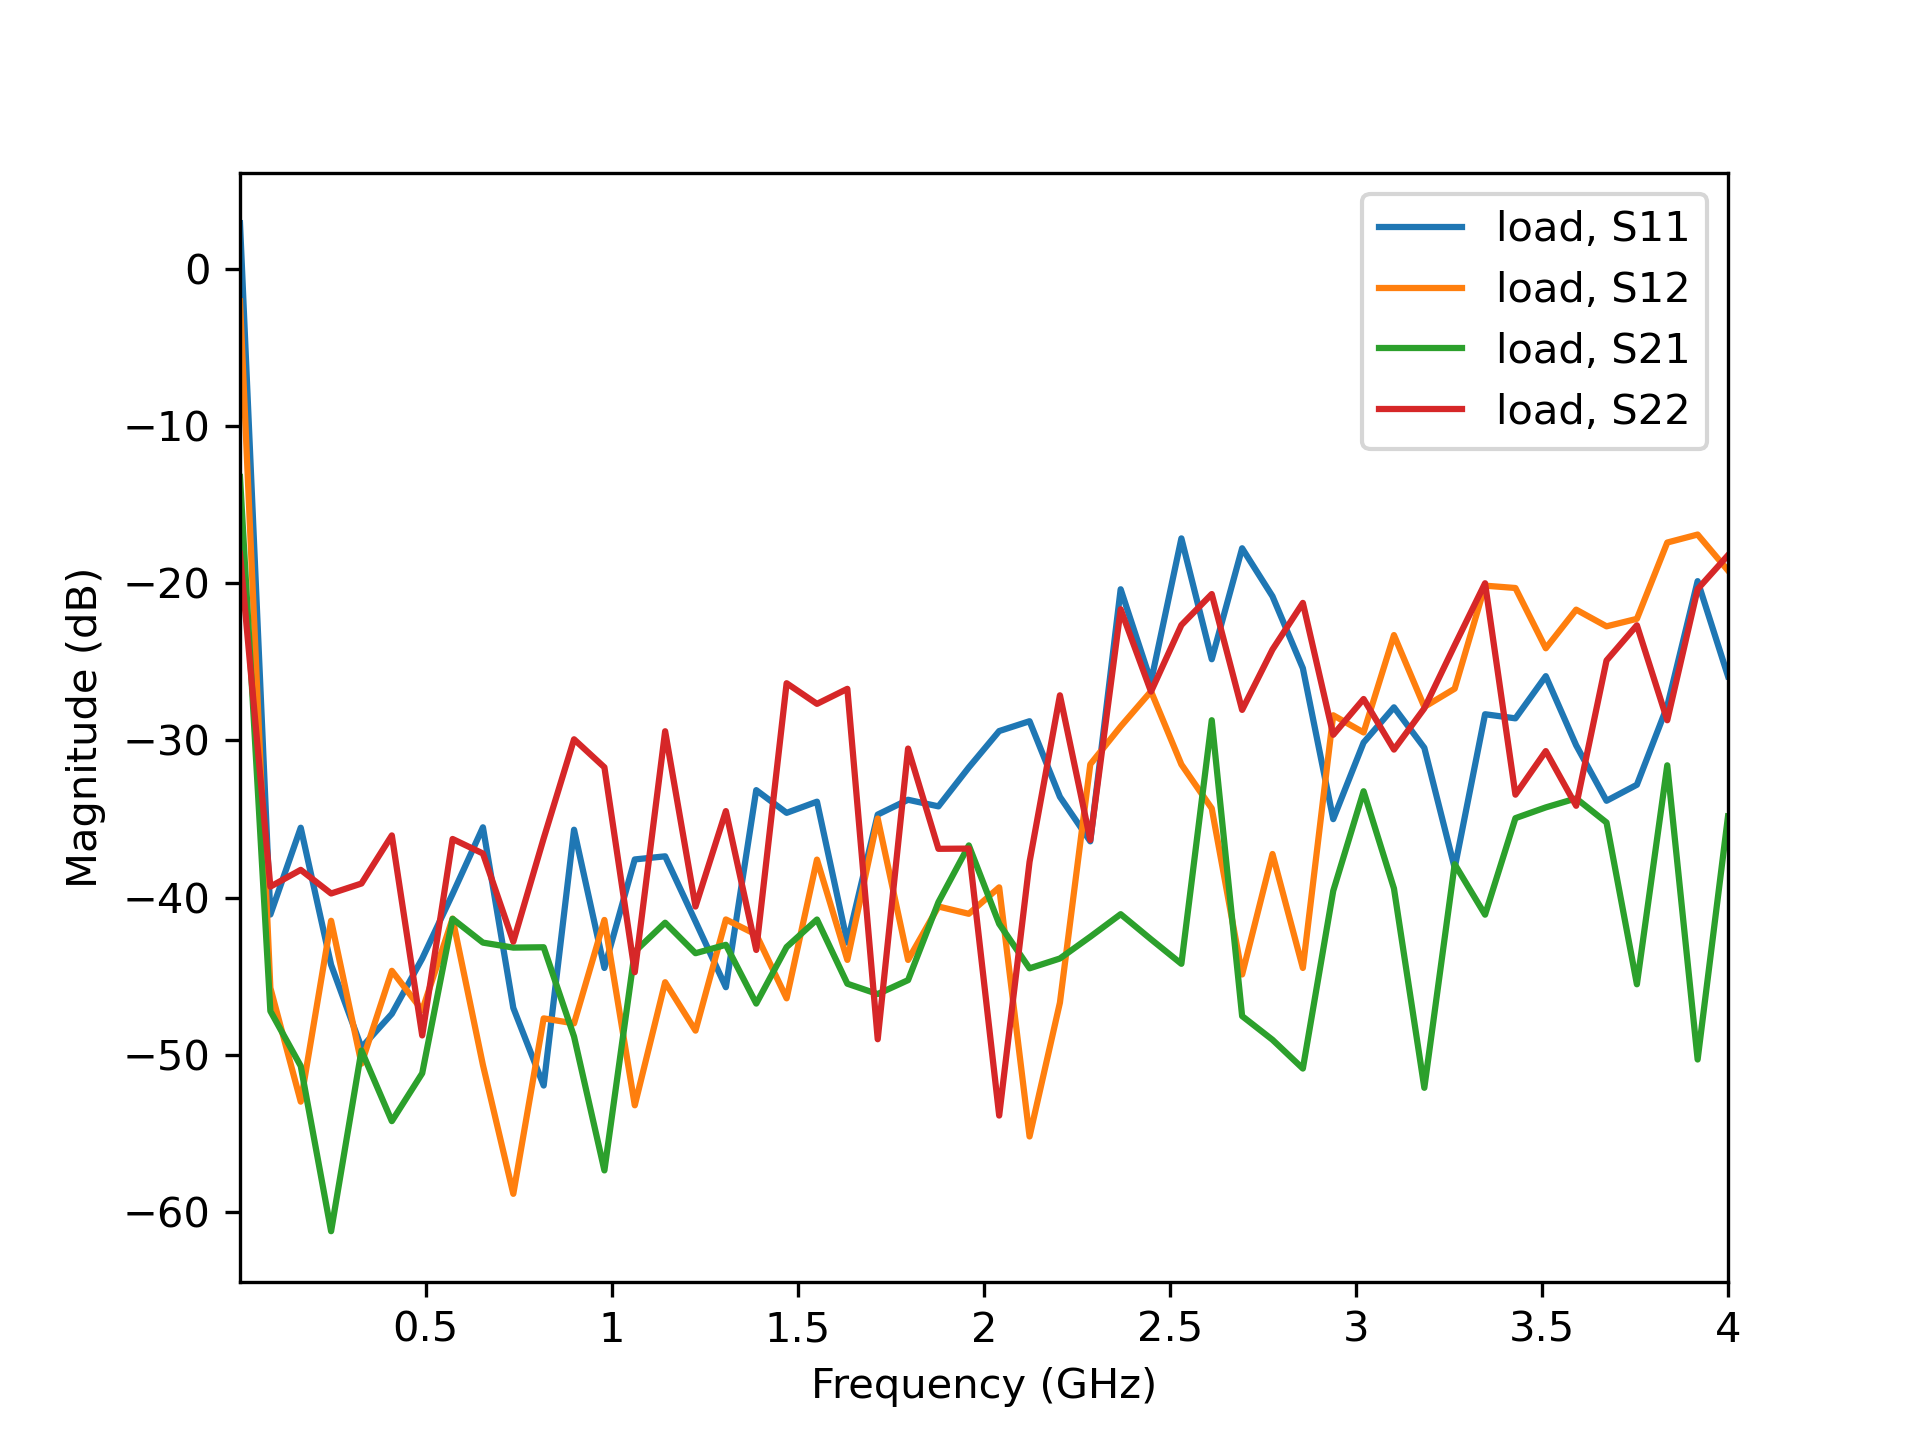 load, S11
load, S12
load, S21
load, S22
Magnitude (dB)
0
−10
−20
−30
−40
−50
−60
0.5 1 1.5 2 2.5 3 3.5 4
Frequency (GHz)